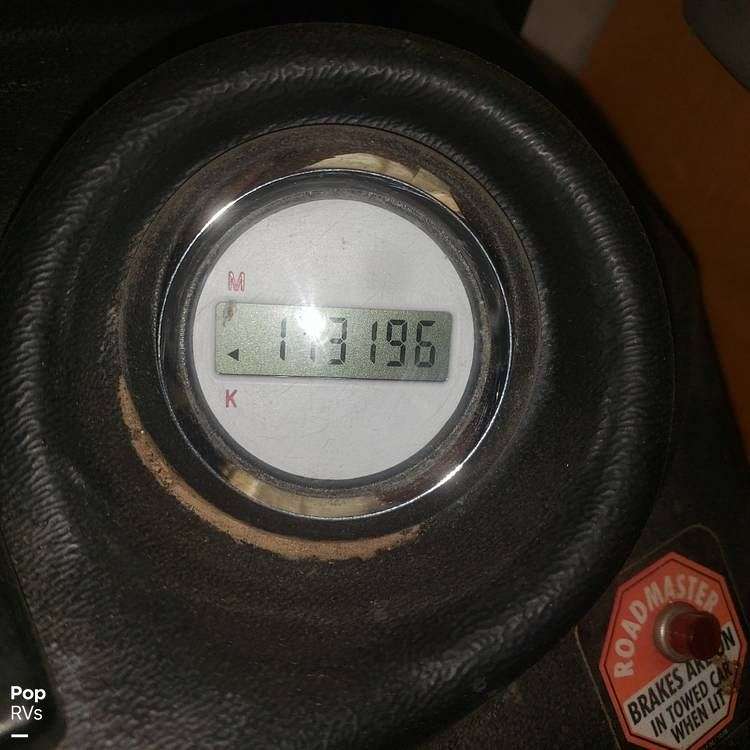 M
113196
K
ROADMASTER
BRAKES ARE ON
IN TOWED CAR
WHEN LIT
Pop
RVs